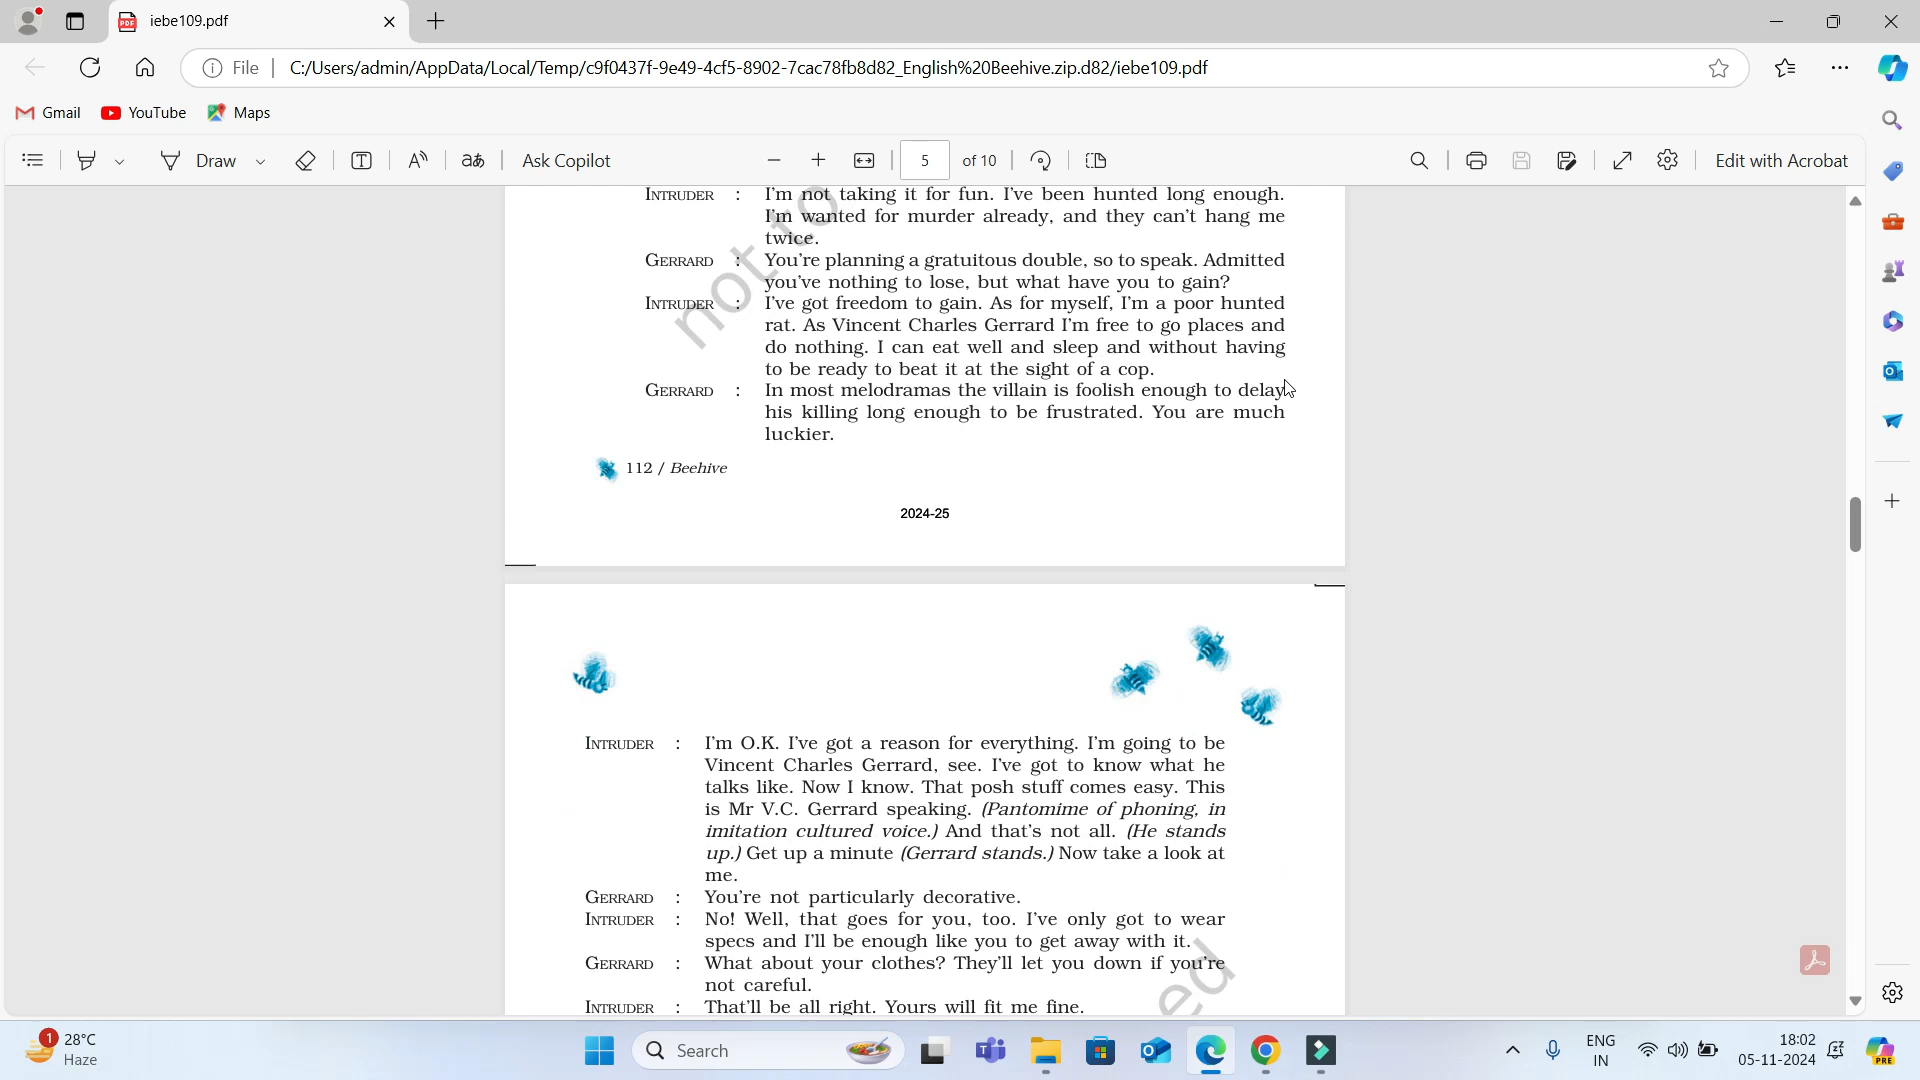 iebe109.pdf
File
C:/Users/admin/AppData/Local/Temp/c9f0437f-9e49-4cf5-8902-7cac78fb8d82_English%20Beehive.zip.d82/iebe109.pdf
Gmail YouTube Maps
Draw aあ Ask Copilot 5 of 10 Edit with Acrobat
INTRUDER : I'm not taking it for fun. I've been hunted long enough.
I'm wanted for murder already, and they can't hang me
twice.
GERRARD : You're planning a gratuitous double, so to speak. Admitted
you've nothing to lose, but what have you to gain?
INTRUDER : I've got freedom to gain. As for myself, I'm a poor hunted
rat. As Vincent Charles Gerrard I'm free to go places and
do nothing. I can eat well and sleep and without having
to be ready to beat it at the sight of a cop.
GERRARD : In most melodramas the villain is foolish enough to delay
his killing long enough to be frustrated. You are much
luckier.
not to
112 / Beehive
2024-25
INTRUDER : I'm O.K. I've got a reason for everything. I'm going to be
Vincent Charles Gerrard, see. I've got to know what he
talks like. Now I know. That posh stuff comes easy. This
is Mr V.C. Gerrard speaking. (Pantomime of phoning, in
imitation cultured voice.) And that's not all. (He stands
up.) Get up a minute (Gerrard stands.) Now take a look at
me.
GERRARD : You're not particularly decorative.
INTRUDER : No! Well, that goes for you, too. I've only got to wear
specs and I'll be enough like you to get away with it.
GERRARD : What about your clothes? They'll let you down if you're
not careful.
INTRUDER : That'll be all right. Yours will fit me fine.
ed
1
28°C
Haze
Search
ENG
IN
18:02
05-11-2024
PRE